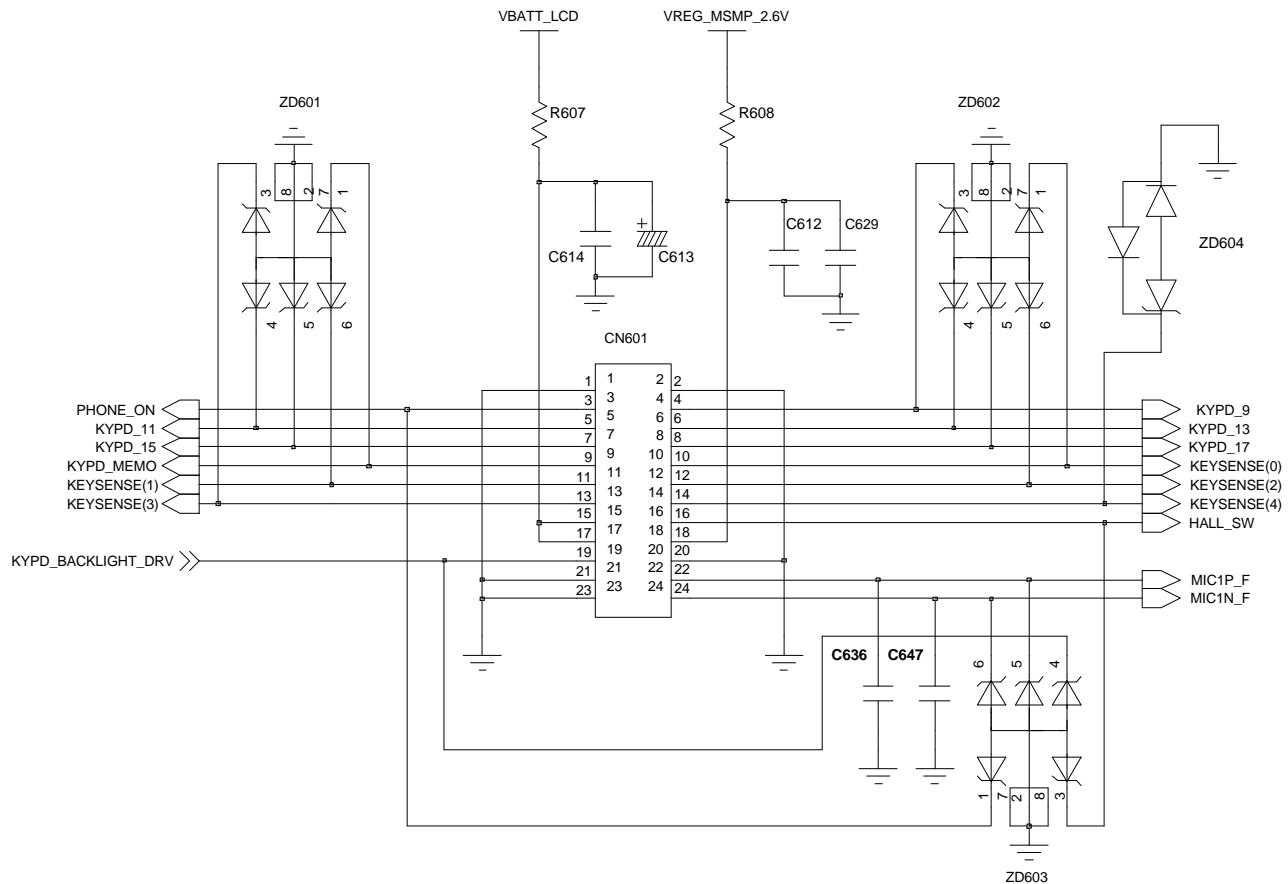 VBATT_LCD
VREG_MSMP_2.6V
ZD601
R607
R608
ZD602
3 8 2 7 1
3 8 2 7 1
C614
C613
C612
C629
ZD604
4 5 6
4 5 6
CN601
1 1 2 2
3 3 4 4
5 5 6 6
7 7 8 8
9 9 10 10
11 11 12 12
13 13 14 14
15 15 16 16
17 17 18 18
19 19 20 20
21 21 22 22
23 23 24 24
PHONE_ON
KYPD_11
KYPD_15
KYPD_MEMO
KEYSENSE(1)
KEYSENSE(3)
KYPD_BACKLIGHT_DRV
KYPD_9
KYPD_13
KYPD_17
KEYSENSE(0)
KEYSENSE(2)
KEYSENSE(4)
HALL_SW
MIC1P_F
MIC1N_F
C636
C647
6 5 4
+
1 7 2 8 3
ZD603